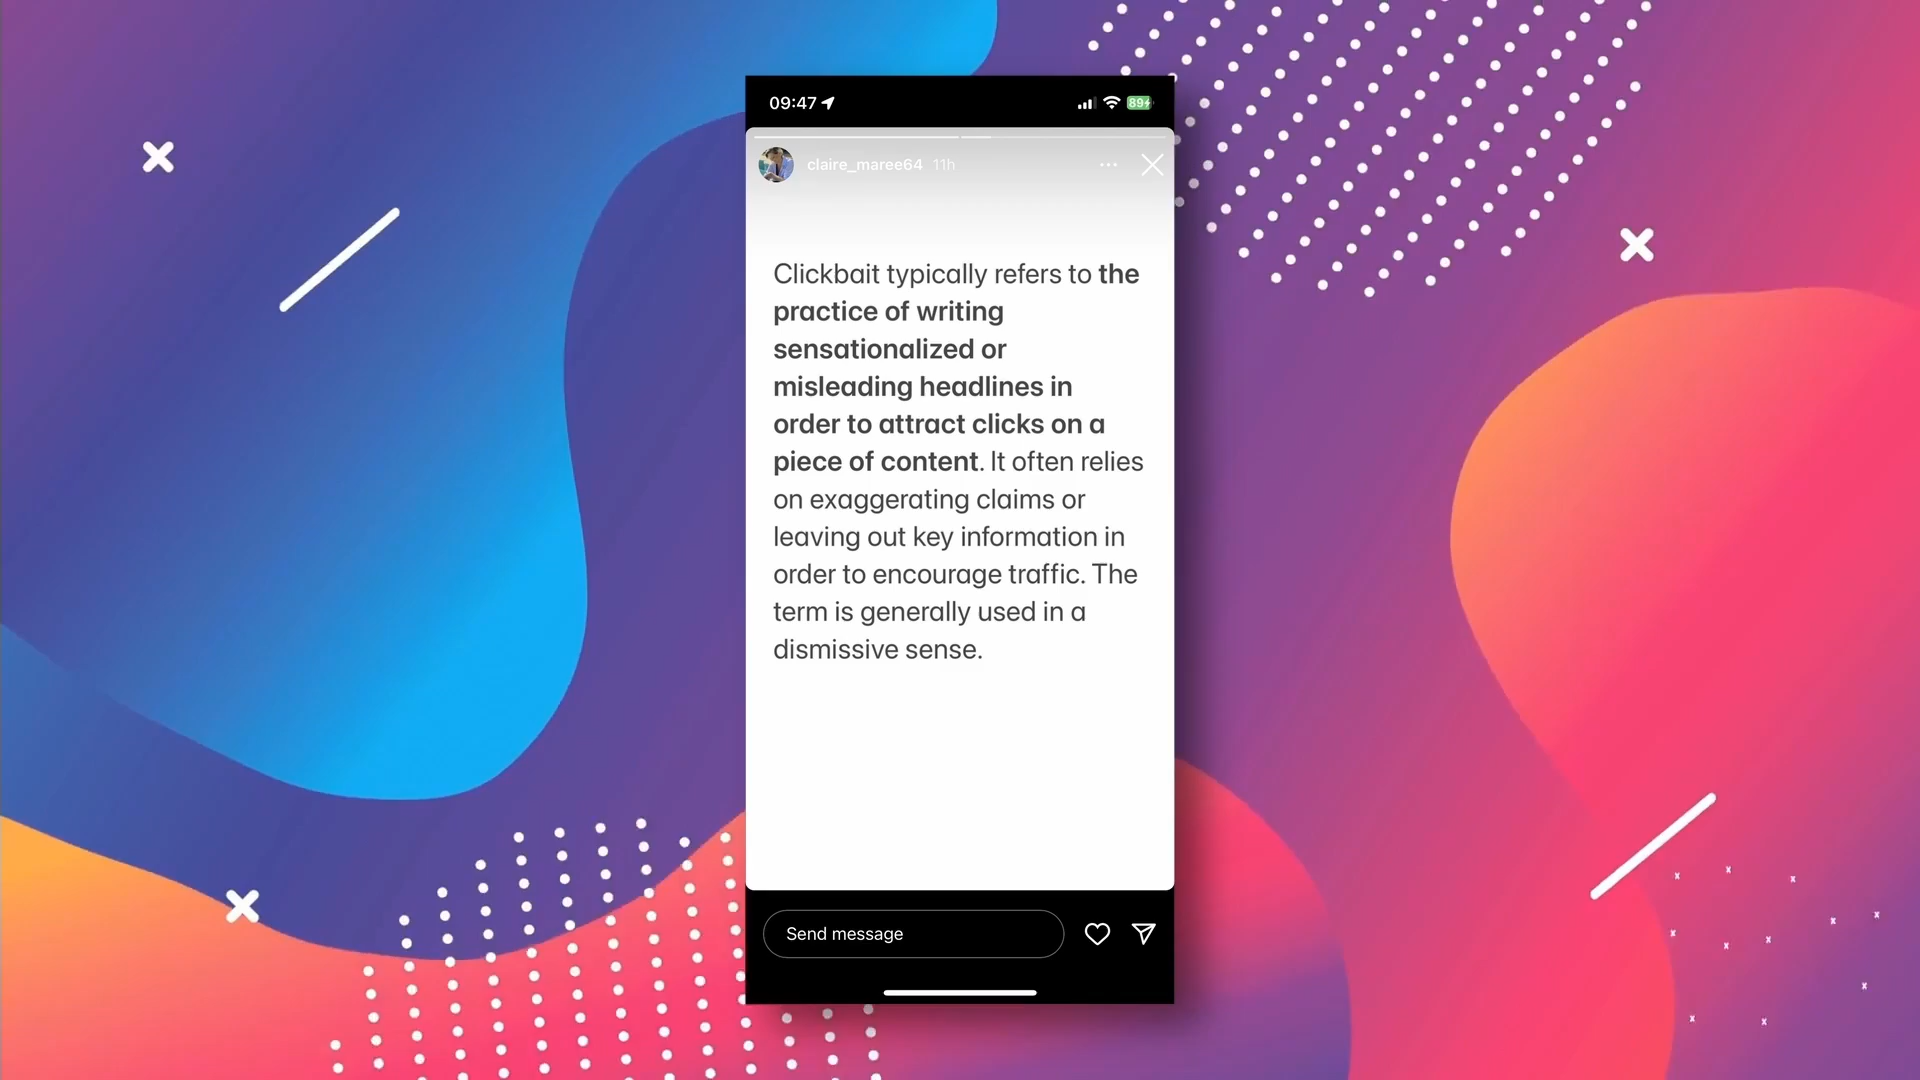 09:47
89
claire_maree64 11h
Clickbait typically refers to the
practice of writing
sensationalized or
misleading headlines in
order to attract clicks on a
piece of content. It often relies
on exaggerating claims or
leaving out key information in
order to encourage traffic. The
term is generally used in a
dismissive sense.
Send message